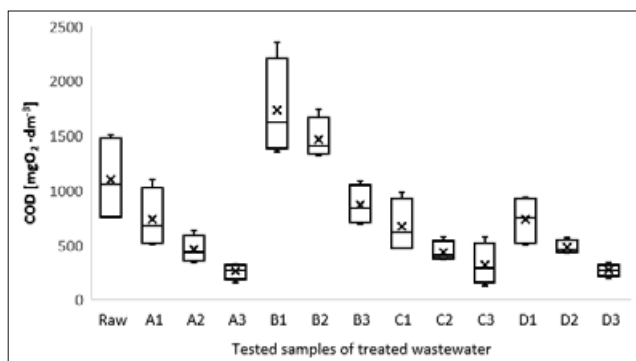 2500
2000
1500
1000
500
0
COD [mgO₂ ·dm⁻³]
Raw A1 A2 A3 B1 B2 B3 C1 C2 C3 D1 D2 D3
Tested samples of treated wastewater